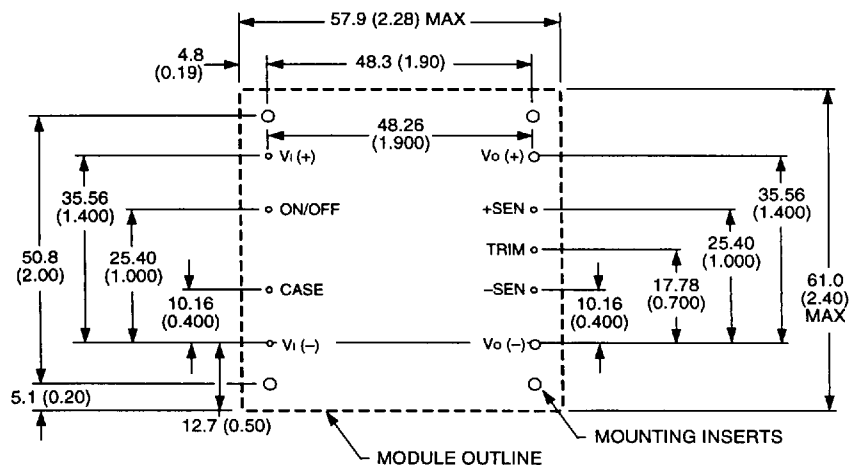 57.9 (2.28) MAX
4.8
(0.19)
48.3 (1.90)
48.26
(1.900)
VI (+)
VO (+)
35.56
(1.400)
35.56
(1.400)
ON/OFF
+SEN
50.8
(2.00)
25.40
(1.000)
TRIM
25.40
(1.000)
61.0
(2.40)
MAX
17.78
(0.700)
10.16
(0.400)
CASE
–SEN
10.16
(0.400)
VI (–)
VO (–)
5.1 (0.20)
12.7 (0.50)
MODULE OUTLINE
MOUNTING INSERTS